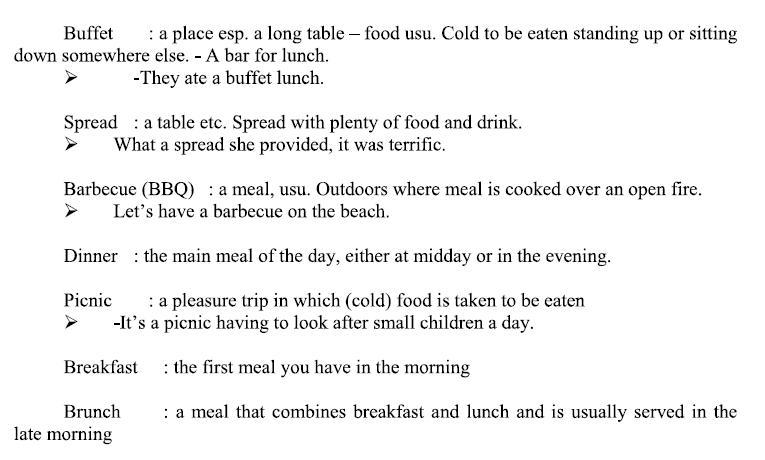 Buffet : a place esp. a long table – food usu. Cold to be eaten standing up or sitting
down somewhere else. - A bar for lunch.
➢ -They ate a buffet lunch.
Spread : a table etc. Spread with plenty of food and drink.
➢ What a spread she provided, it was terrific.
Barbecue (BBQ) : a meal, usu. Outdoors where meal is cooked over an open fire.
➢ Let's have a barbecue on the beach.
Dinner : the main meal of the day, either at midday or in the evening.
Picnic : a pleasure trip in which (cold) food is taken to be eaten
➢ -It's a picnic having to look after small children a day.
Breakfast : the first meal you have in the morning
Brunch : a meal that combines breakfast and lunch and is usually served in the
late morning